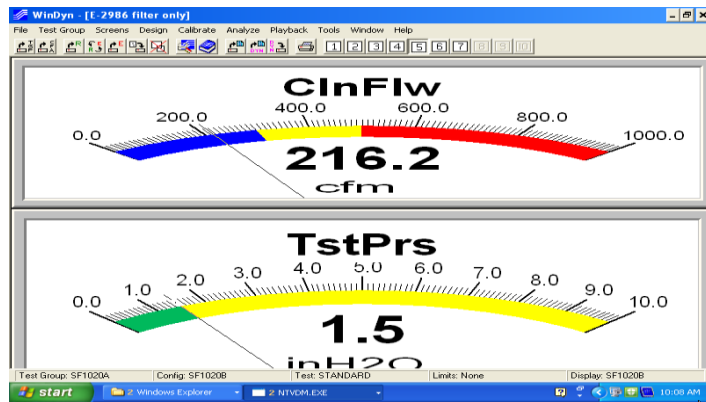 WinDyn - [E-2986 filter only]
File Test Group Screens Design Calibrate Analyze Playback Tools Window Help
1 2 3 4 5 6 7 8 9 10
ClnFlw
0.0 200.0 400.0 600.0 800.0 1000.0
216.2
cfm
TstPrs
0.0 1.0 2.0 3.0 4.0 5.0 6.0 7.0 8.0 9.0 10.0
1.5
inH2O
Test Group: SF1020A Config: SF1020B Test: STANDARD Limits: None Display: SF1020B
start 2 Windows Explorer 2 NTVDM.EXE 10:08 AM